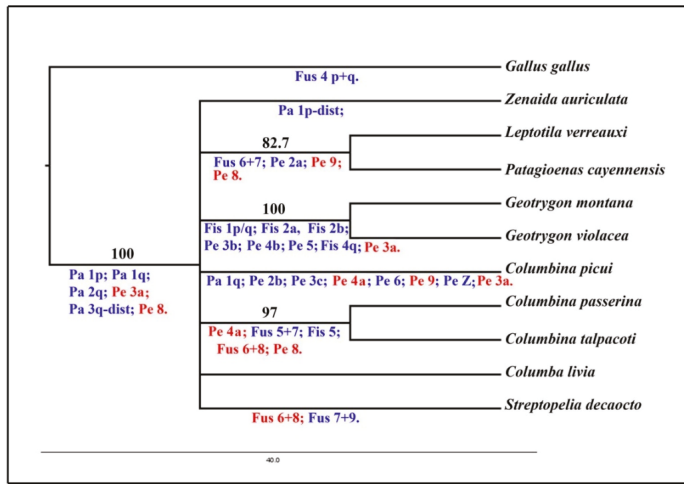 Gallus gallus
Fus 4 p+q.
Zenaida auriculata
Pa 1p-dist;
Leptotila verreauxi
82.7
Fus 6+7; Pe 2a; Pe 9;
Pe 8.
Patagioenas cayennensis
Geotrygon montana
100
Fis 1p/q; Fis 2a, Fis 2b;
Pe 3b; Pe 4b; Pe 5; Fis 4q; Pe 3a.
Geotrygon violacea
100
Pa 1p; Pa 1q;
Pa 2q; Pe 3a;
Pa 3q-dist; Pe 8.
Columbina picui
Pa 1q; Pe 2b; Pe 3c; Pe 4a; Pe 6; Pe 9; Pe Z; Pe 3a.
Columbina passerina
97
Pe 4a; Fus 5+7; Fis 5;
Fus 6+8; Pe 8.
Columbina talpacoti
Columba livia
Streptopelia decaocto
Fus 6+8; Fus 7+9.
40.0